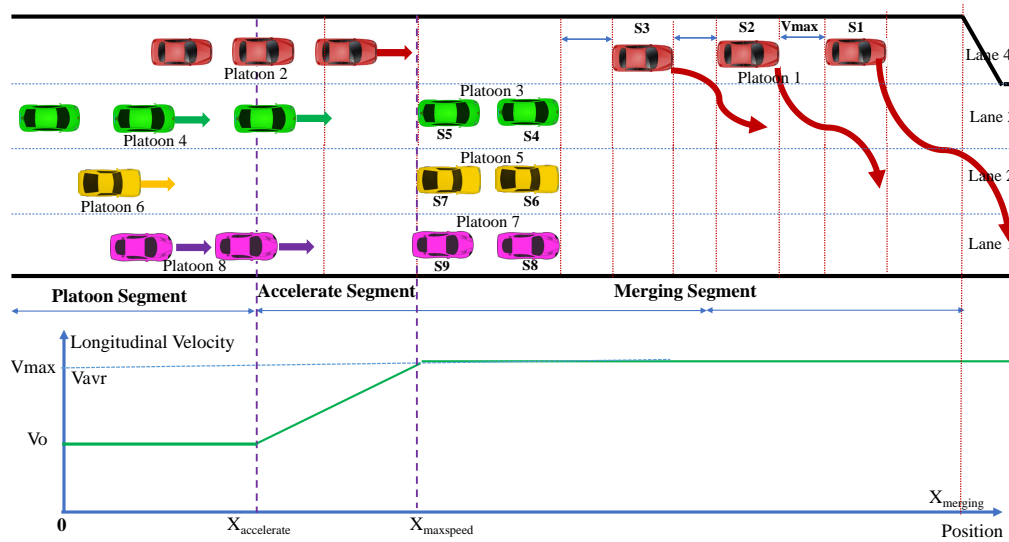 S3
S2
Vmax
S1
Lane 4
Platoon 2
Platoon 1
Platoon 3
Lane 3
S5
S4
Platoon 4
Platoon 5
Lane 2
S7
S6
Platoon 6
Platoon 7
Lane 1
Platoon 8
S9
S8
Platoon Segment
Accelerate Segment
Merging Segment
Longitudinal Velocity
Vmax
Vavr
Vo
Xmerging
0
Xaccelerate
Xmaxspeed
Position